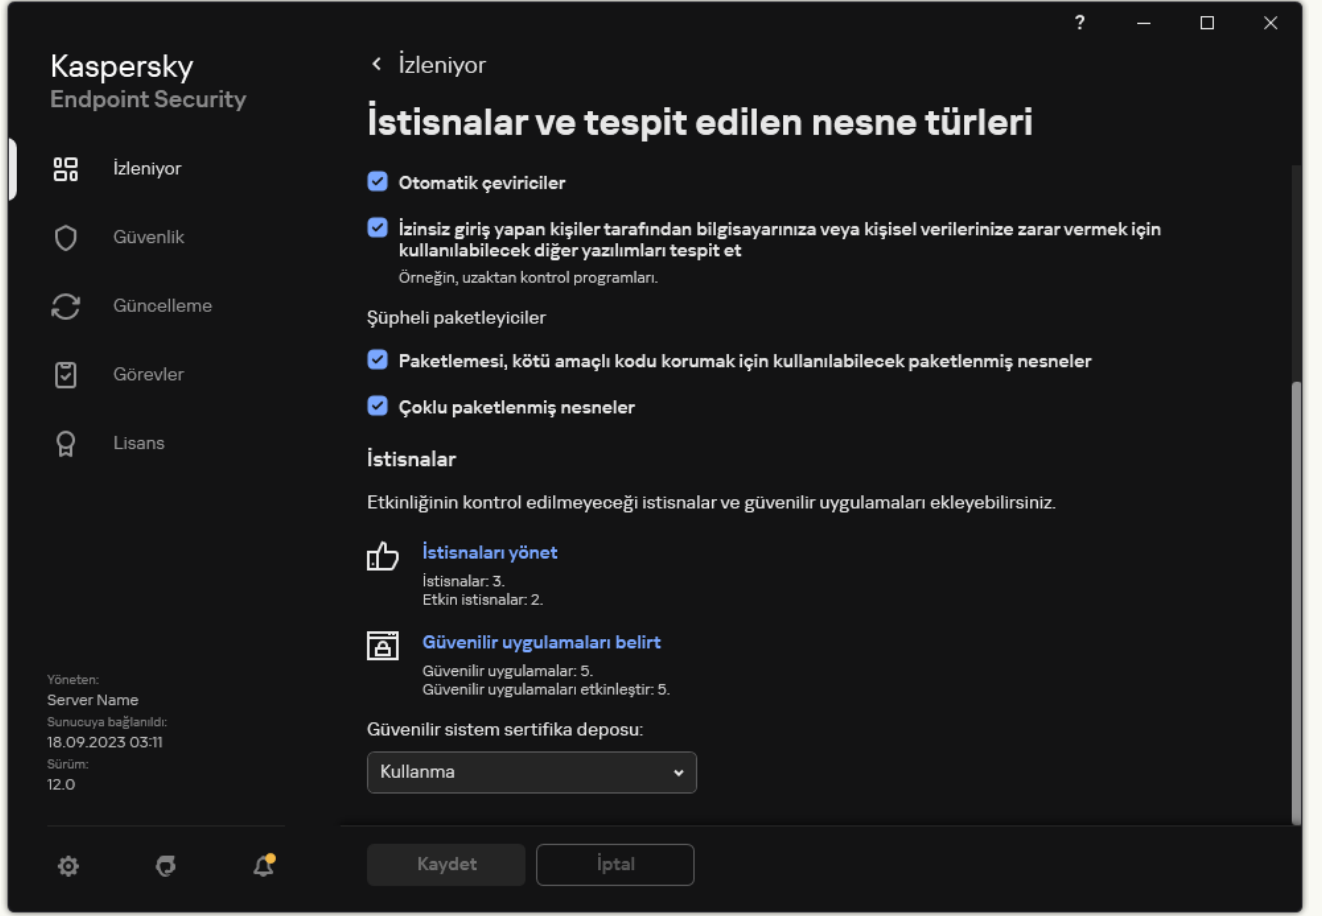 ?
Kaspersky
Endpoint Security
İzleniyor
Güvenlik
Güncelleme
Görevler
Lisans
Yöneten:
Server Name
Sunucuya bağlanıldı:
18.09.2023 03:11
Sürüm:
12.0
İzleniyor
İstisnalar ve tespit edilen nesne türleri
Otomatik çeviriciler
İzinsiz giriş yapan kişiler tarafından bilgisayarınıza veya kişisel verilerinize zarar vermek için
kullanılabilecek diğer yazılımları tespit et
Örneğin, uzaktan kontrol programları.
Şüpheli paketleyiciler
Paketlemesi, kötü amaçlı kodu korumak için kullanılabilecek paketlenmiş nesneler
Çoklu paketlenmiş nesneler
İstisnalar
Etkinliğinin kontrol edilmeyeceği istisnalar ve güvenilir uygulamaları ekleyebilirsiniz.
İstisnaları yönet
İstisnalar: 3.
Etkin istisnalar: 2.
Güvenilir uygulamaları belirt
Güvenilir uygulamalar: 5.
Güvenilir uygulamaları etkinleştir: 5.
Güvenilir sistem sertifika deposu:
Kullanma
Kaydet
İptal